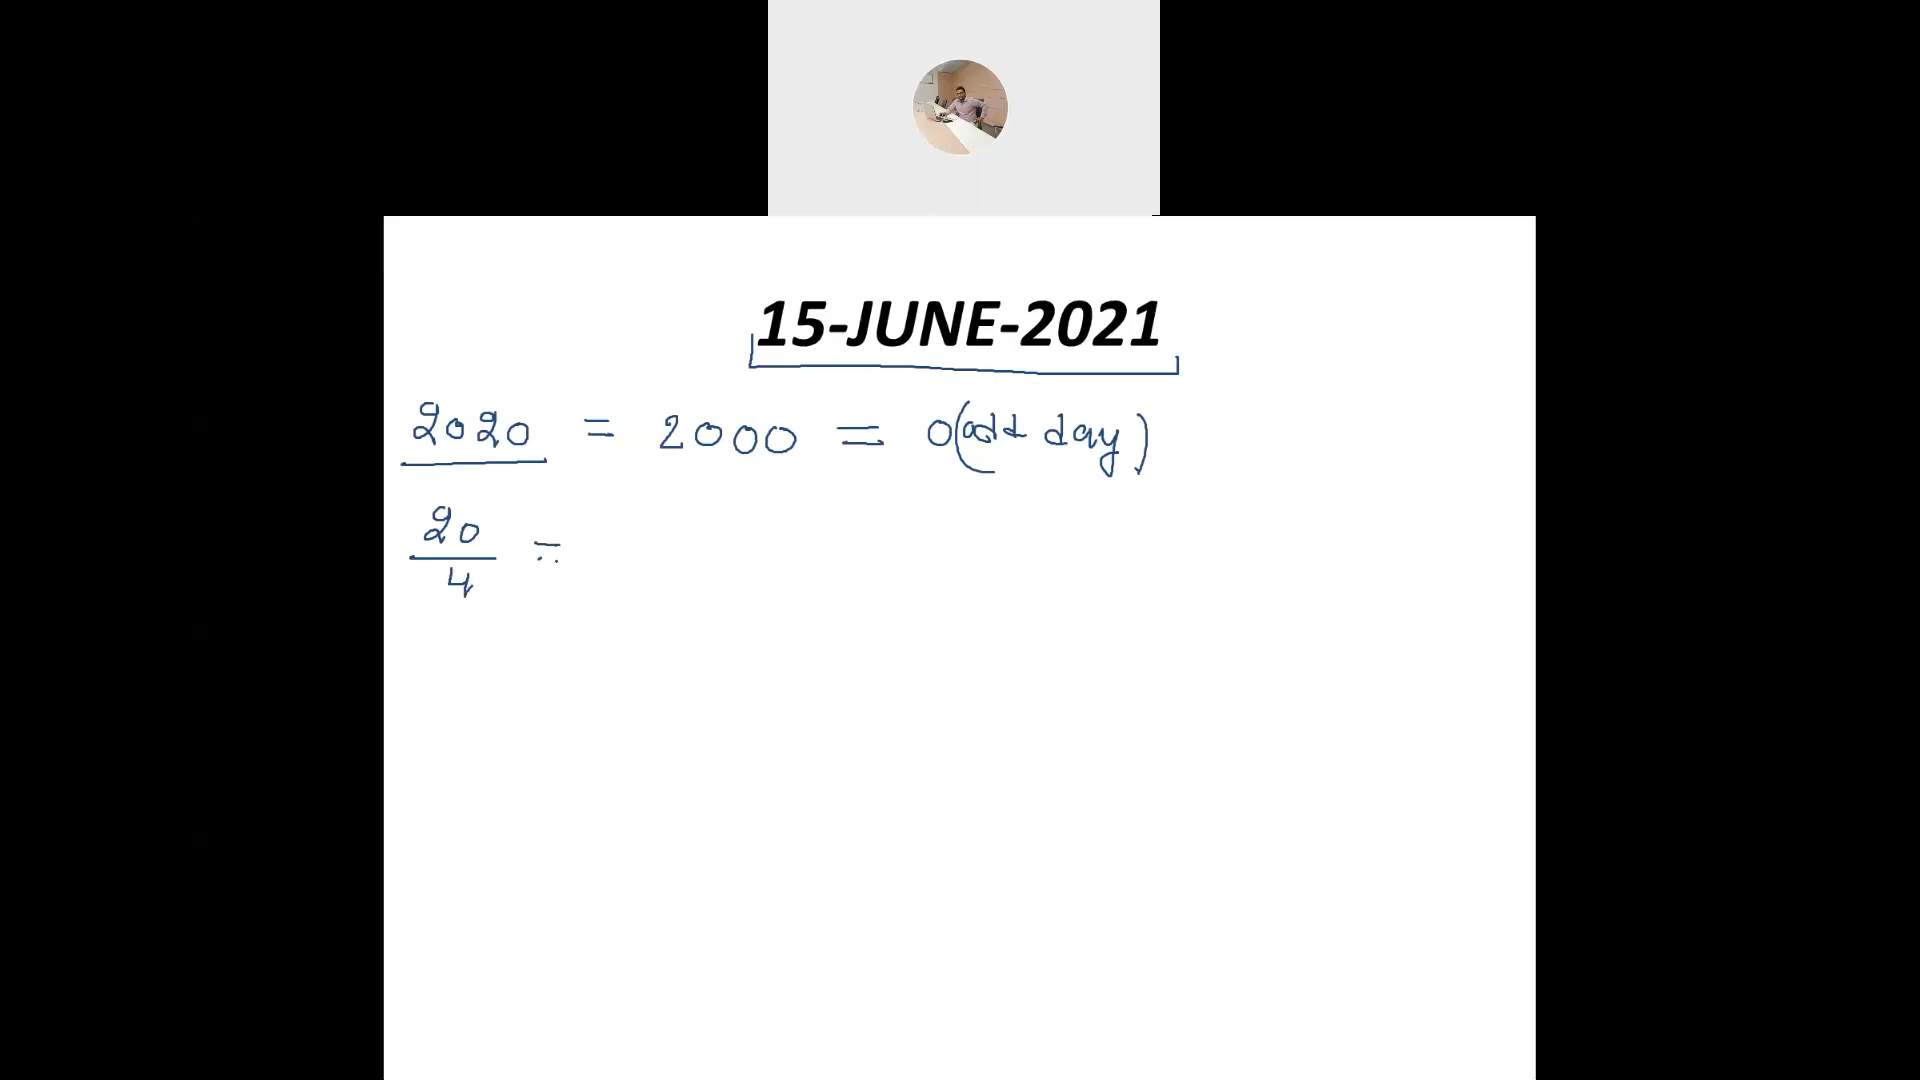 15-JUNE-2021
2020 = 2000 = 0(odd day)
20
4 =